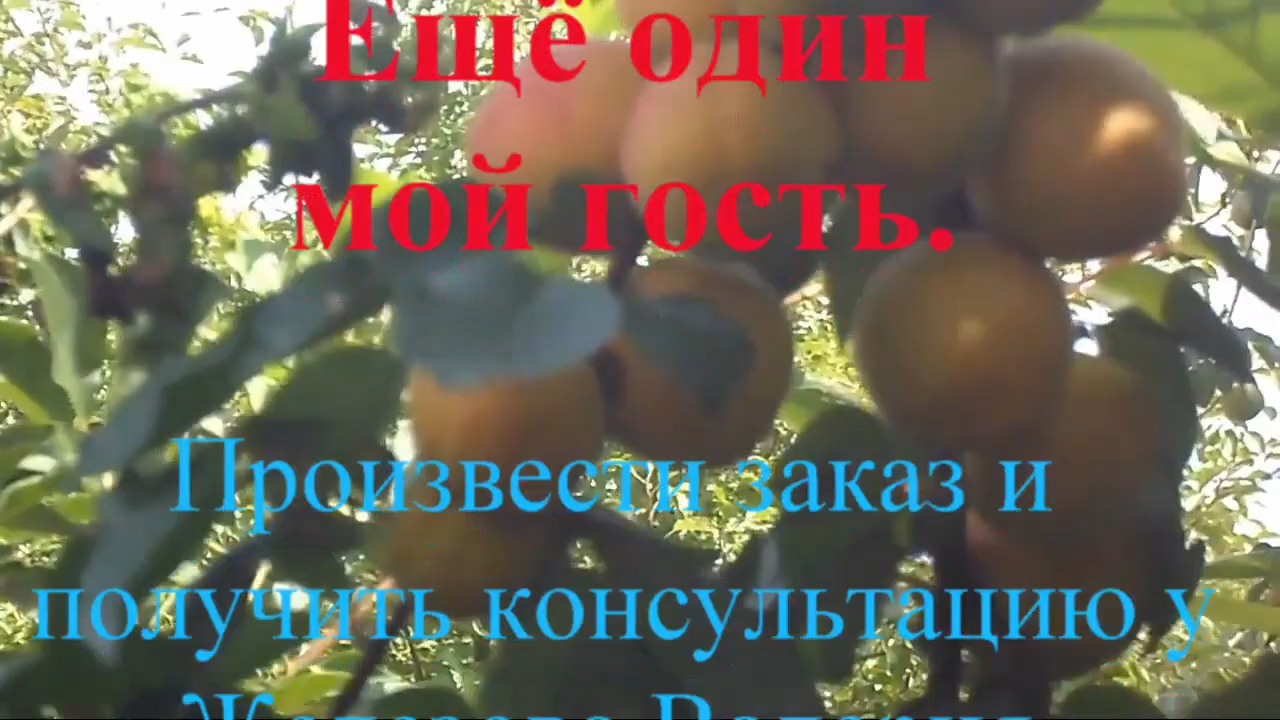 Ещё один
мой гость.
Произвести заказ и
получить консультацию у